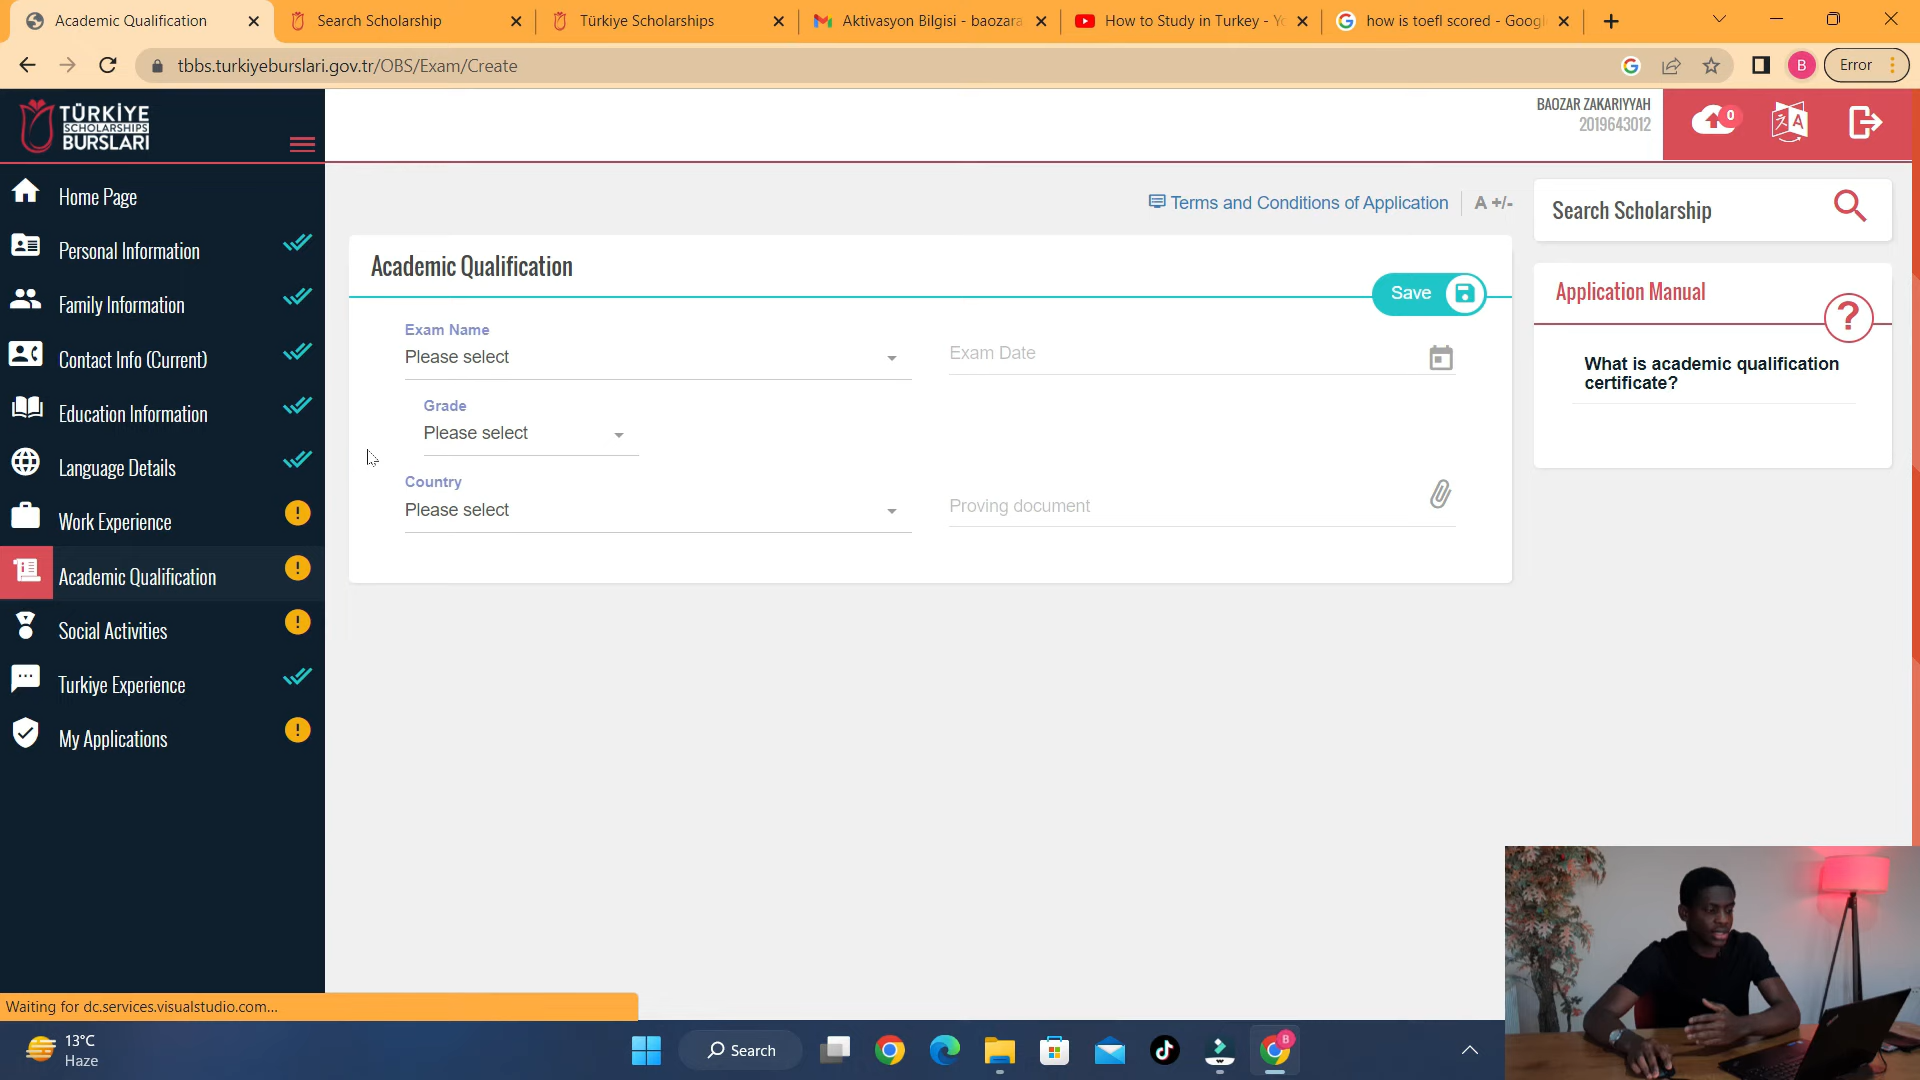 Academic Qualification
Search Scholarship
Türkiye Scholarships
Aktivasyon Bilgisi - baozara
How to Study in Turkey - Yo
how is toefl scored - Googl
tbbs.turkiyeburslari.gov.tr/OBS/Exam/Create
B
Error
TÜRKİYE
SCHOLARSHIPS
BURSLARI
BAOZAR ZAKARIYYAH
2019643012
0
A
Home Page
Personal Information
Family Information
Contact Info (Current)
Education Information
Language Details
Work Experience
!
Academic Qualification
!
Social Activities
!
Turkiye Experience
My Applications
!
Terms and Conditions of Application
A +/-
Academic Qualification
Save
Exam Name
Please select
Exam Date
Grade
Please select
Country
Please select
Proving document
Search Scholarship
Application Manual
?
What is academic qualification
certificate?
Waiting for dc.services.visualstudio.com...
13°C
Haze
Search
B